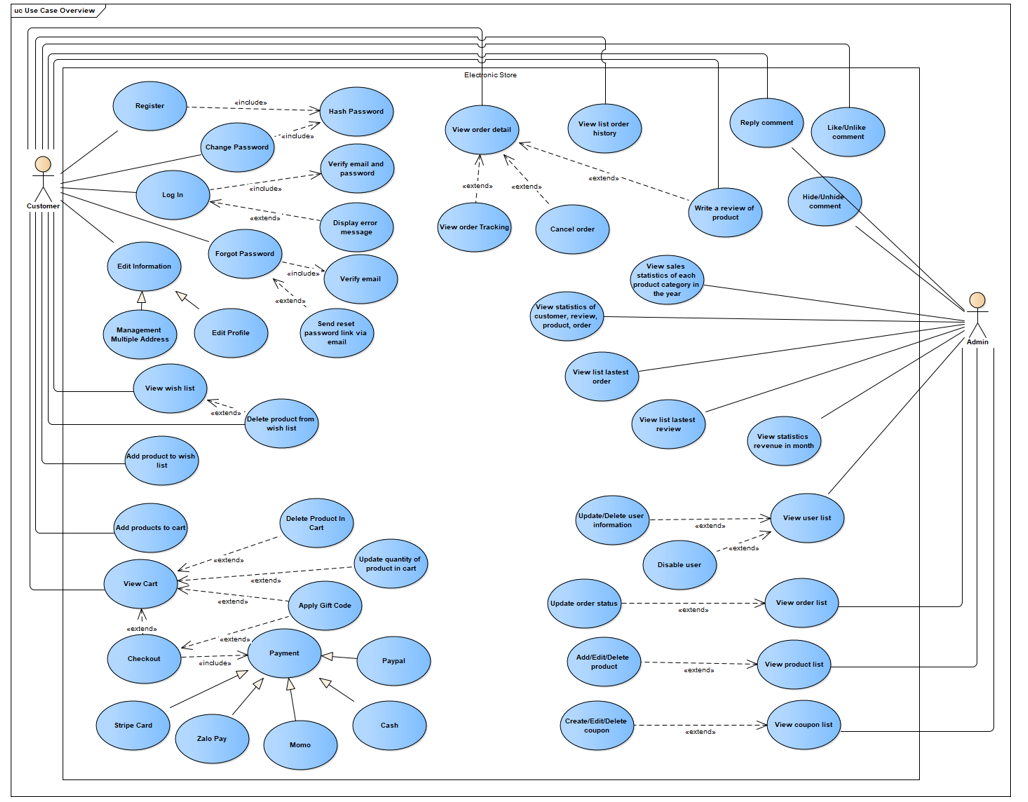 uc Use Case Overview
Electronic Store
Register
«include»
Hash Password
Change Password
«include»
Verify email and
password
Log In
«include»
«extend»
Display error
message
Customer
Forgot Password
«include»
Verify email
Edit Information
«extend»
Send reset
password link via
email
Management
Multiple Address
Edit Profile
View wish list
«extend»
Delete product from
wish list
Add product to wish
list
Add products to cart
Delete Product In
Cart
«extend»
Update quantity of
product in cart
«extend»
View Cart
«extend»
Apply Gift Code
«extend»
«extend»
Checkout
«include»
Payment
Paypal
Stripe Card
Zalo Pay
Momo
Cash
View order detail
View list order
history
Reply comment
Like/Unlike
comment
«extend»
«extend»
«extend»
Hide/Unhide
comment
View order Tracking
Cancel order
Write a review of
product
View sales
statistics of each
product category in
the year
View statistics of
customer, review,
product, order
Admin
View list lastest
order
View list lastest
review
View statistics
revenue in month
Update/Delete user
information
«extend»
View user list
Disable user
«extend»
Update order status
«extend»
View order list
Add/Edit/Delete
product
«extend»
View product list
Create/Edit/Delete
coupon
«extend»
View coupon list